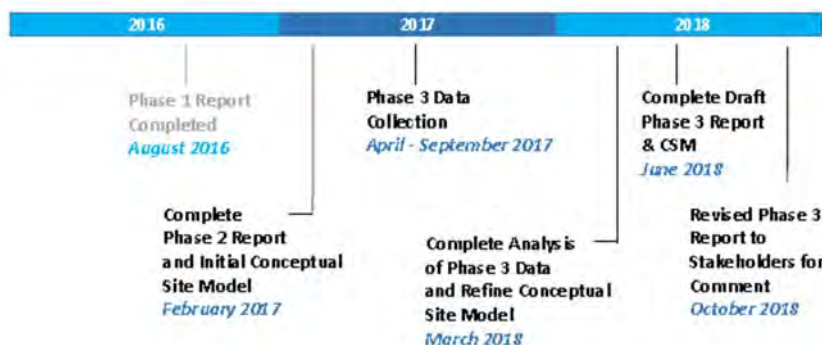 2016
2017
2018
Phase 1 Report
Completed
August 2016
Phase 3 Data
Collection
April - September 2017
Complete Draft
Phase 3 Report
& CSM
June 2018
Complete
Phase 2 Report
and Initial Conceptual
Site Model
February 2017
Complete Analysis
of Phase 3 Data
and Refine Conceptual
Site Model
March 2018
Revised Phase 3
Report to
Stakeholders for
Comment
October 2018